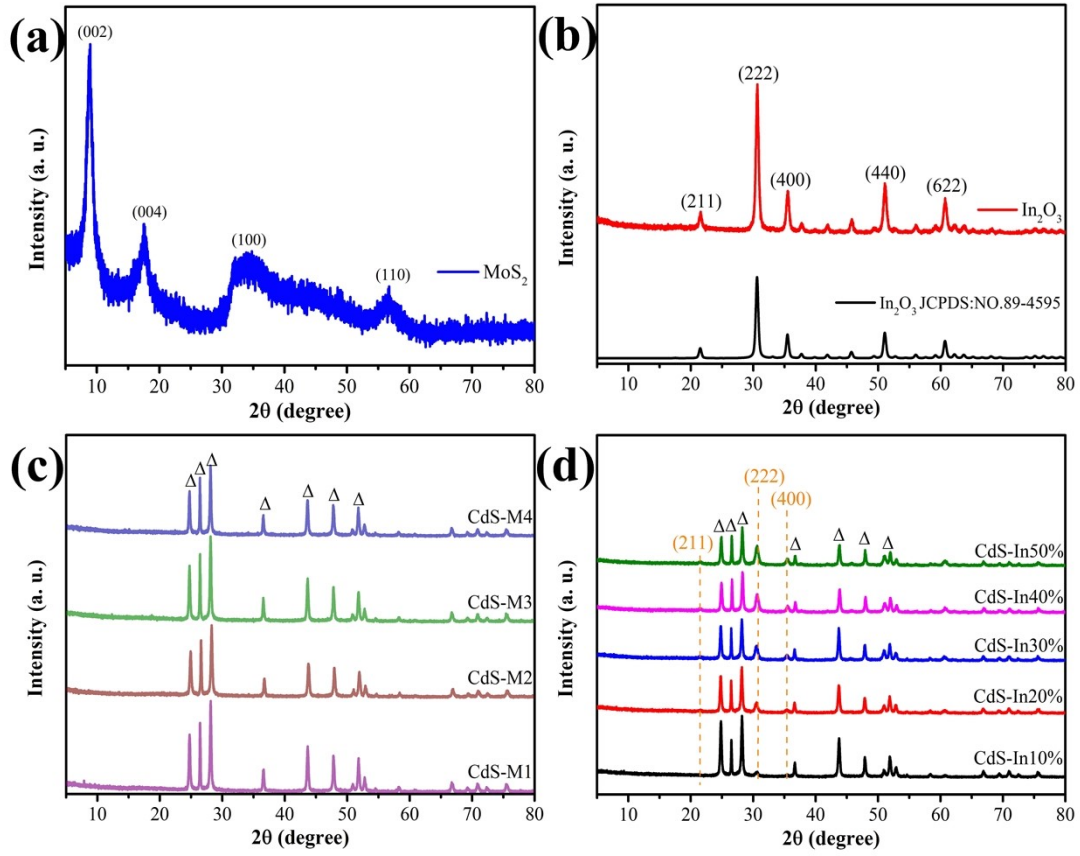 (a)
(002)
(004)
(100)
(110)
MoS₂
Intensity (a. u.)
10 20 30 40 50 60 70 80
2θ (degree)
(b)
(222)
(211)
(400)
(440)
(622)
In₂O₃
In₂O₃ JCPDS:NO.89-4595
Intensity (a. u.)
10 20 30 40 50 60 70 80
2θ (degree)
(c)
Δ Δ Δ Δ Δ Δ Δ
CdS-M4
CdS-M3
CdS-M2
CdS-M1
Intensity (a. u.)
10 20 30 40 50 60 70 80
2θ (degree)
(d)
(222)
(400)
(211)
Δ Δ Δ Δ Δ Δ Δ
CdS-In50%
CdS-In40%
CdS-In30%
CdS-In20%
CdS-In10%
Intensity (a. u.)
10 20 30 40 50 60 70 80
2θ (degree)